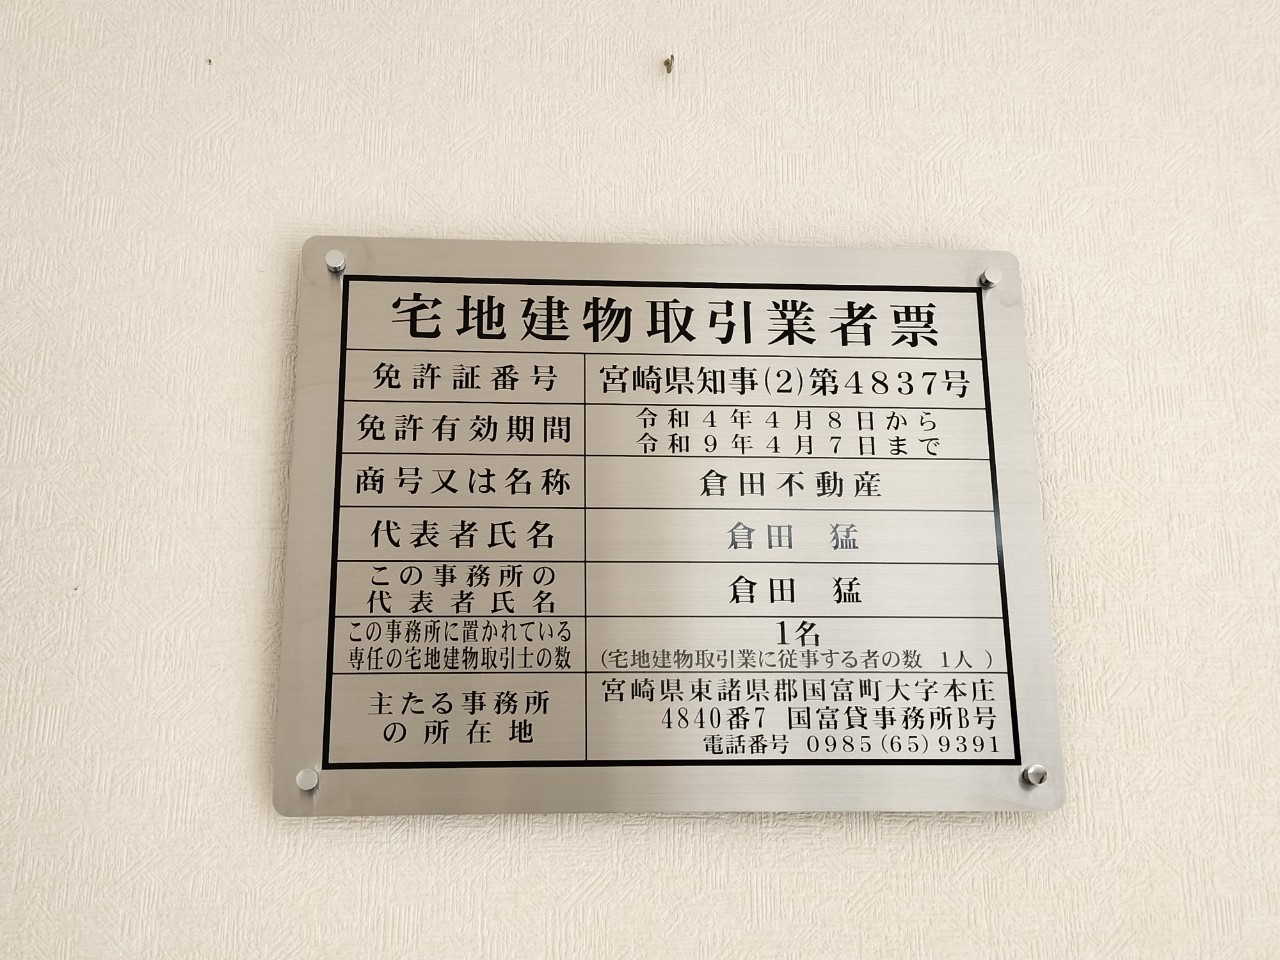 宅地建物取引業者票
免許証番号 宮崎県知事(2)第4837号
免許有効期間 令和4年4月8日から
令和9年4月7日まで
商号又は名称 倉田不動産
代表者氏名 倉田 猛
この事務所の
代表者氏名 倉田 猛
この事務所に置かれている
専任の宅地建物取引士の数
1名
(宅地建物取引業に従事する者の数 1人 )
主たる事務所
の所在地
宮崎県東諸県郡国富町大字本庄
4840番7 国富貸事務所B号
電話番号 0985(65)9391